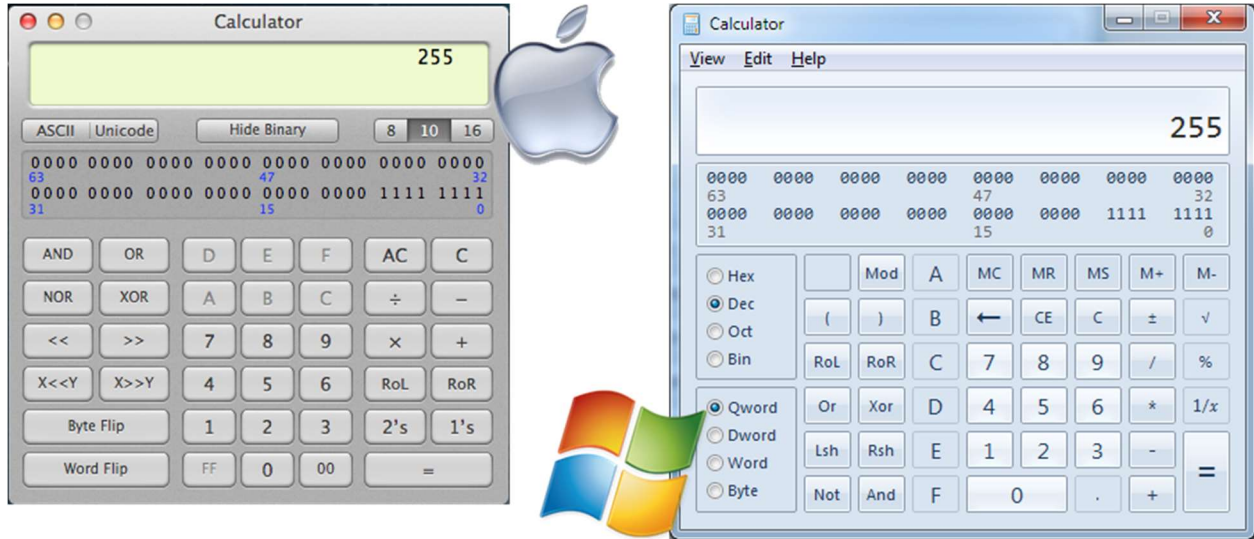 Calculator
255
ASCII Unicode Hide Binary 8 10 16
0000 0000 0000 0000 0000 0000 0000 0000
63 47 32
0000 0000 0000 0000 0000 0000 1111 1111
31 15 0
AND OR D E F AC C
NOR XOR A B C ÷ −
<< >> 7 8 9 × +
X<<Y X>>Y 4 5 6 RoL RoR
Byte Flip 1 2 3 2's 1's
Word Flip FF 0 00 =
Calculator
View Edit Help
255
0000 0000 0000 0000 0000 0000 0000 0000
63 47 32
0000 0000 0000 0000 0000 0000 1111 1111
31 15 0
Hex
Dec
Oct
Bin
Qword
Dword
Word
Byte
Mod A MC MR MS M+ M-
( ) B ← CE C ± √
RoL RoR C 7 8 9 / %
Or Xor D 4 5 6 * 1/x
Lsh Rsh E 1 2 3 - =
Not And F 0 . +